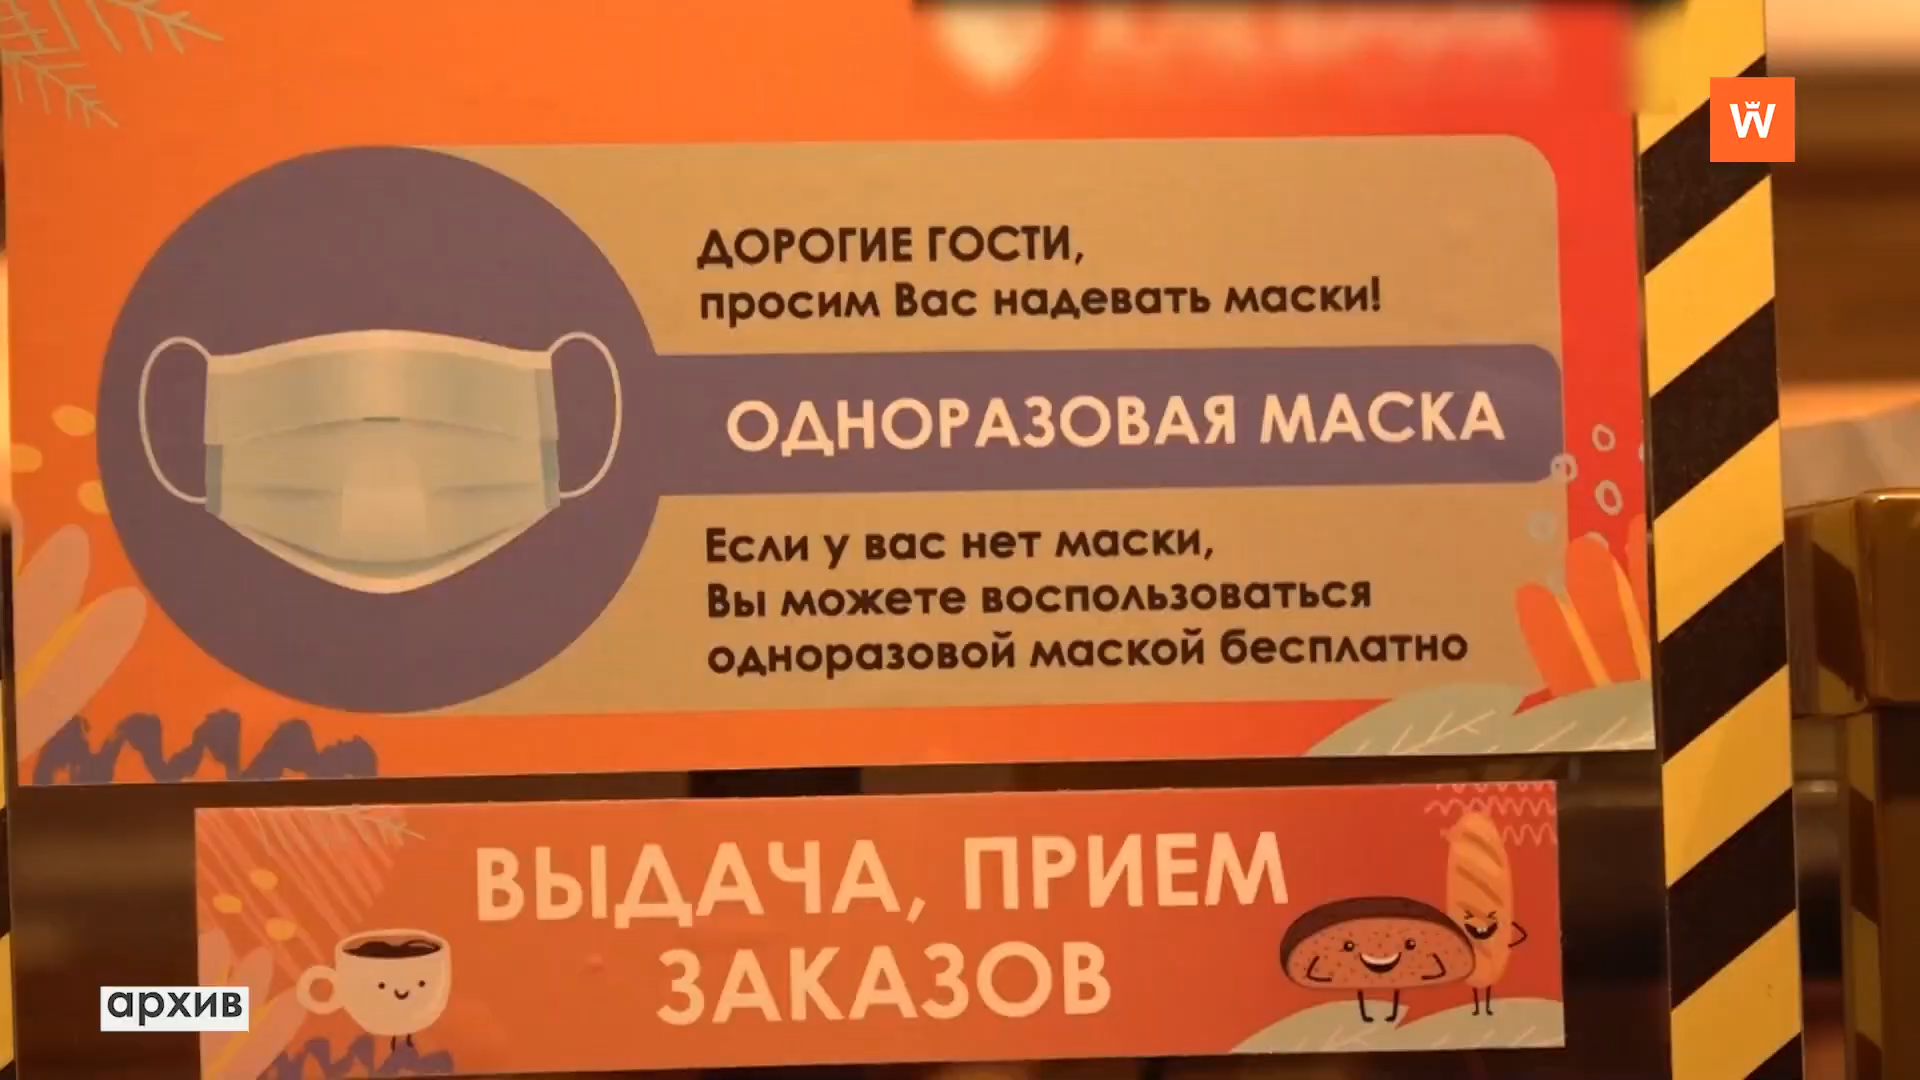 W
ДОРОГИЕ ГОСТИ,
просим Вас надевать маски!
ОДНОРАЗОВАЯ МАСКА
Если у вас нет маски,
Вы можете воспользоваться
одноразовой маской бесплатно
ВЫДАЧА, ПРИЕМ
ЗАКАЗОВ
архив